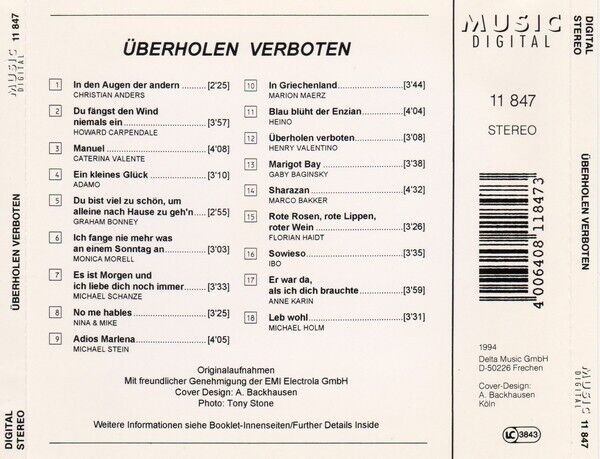 MUSIC
DIGITAL
11 847
ÜBERHOLEN VERBOTEN
DIGITAL
STEREO
ÜBERHOLEN VERBOTEN
1 In den Augen der andern [2'25]
CHRISTIAN ANDERS
2 Du fängst den Wind
niemals ein [3'57]
HOWARD CARPENDALE
3 Manuel [4'08]
CATERINA VALENTE
4 Ein kleines Glück [3'10]
ADAMO
5 Du bist viel zu schön, um
alleine nach Hause zu geh'n [2'55]
GRAHAM BONNEY
6 Ich fange nie mehr was
an einem Sonntag an [3'03]
MONICA MORELL
7 Es ist Morgen und
ich liebe dich noch immer [3'33]
MICHAEL SCHANZE
8 No me hables [3'25]
NINA & MIKE
9 Adios Marlena [4'05]
MICHAEL STEIN
10 In Griechenland [3'44]
MARION MAERZ
11 Blau blüht der Enzian [4'04]
HEINO
12 Überholen verboten [3'08]
HENRY VALENTINO
13 Marigot Bay [3'38]
GABY BAGINSKY
14 Sharazan [4'32]
MARCO BAKKER
15 Rote Rosen, rote Lippen,
roter Wein [3'26]
FLORIAN HAIDT
16 Sowieso [3'35]
IBO
17 Er war da,
als ich dich brauchte [3'59]
ANNE KARIN
18 Leb wohl [3'31]
MICHAEL HOLM
Originalaufnahmen
Mit freundlicher Genehmigung der EMI Electrola GmbH
Cover Design: A. Backhausen
Photo: Tony Stone
Weitere Informationen siehe Booklet-Innenseiten/Further Details Inside
MUSIC
DIGITAL
11 847
STEREO
4 006408 118473
1994
Delta Music GmbH
D-50226 Frechen
Cover-Design:
A. Backhausen
Köln
LC 3843
DIGITAL
STEREO
ÜBERHOLEN VERBOTEN
MUSIC
DIGITAL
11 847